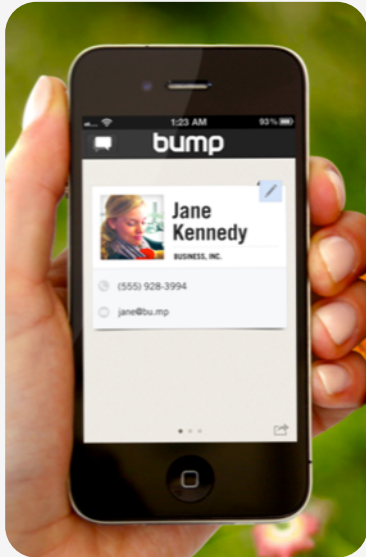 1:23 AM 93%
bump
Jane
Kennedy
BUSINESS, INC.
(555) 928-3994
jane@bu.mp